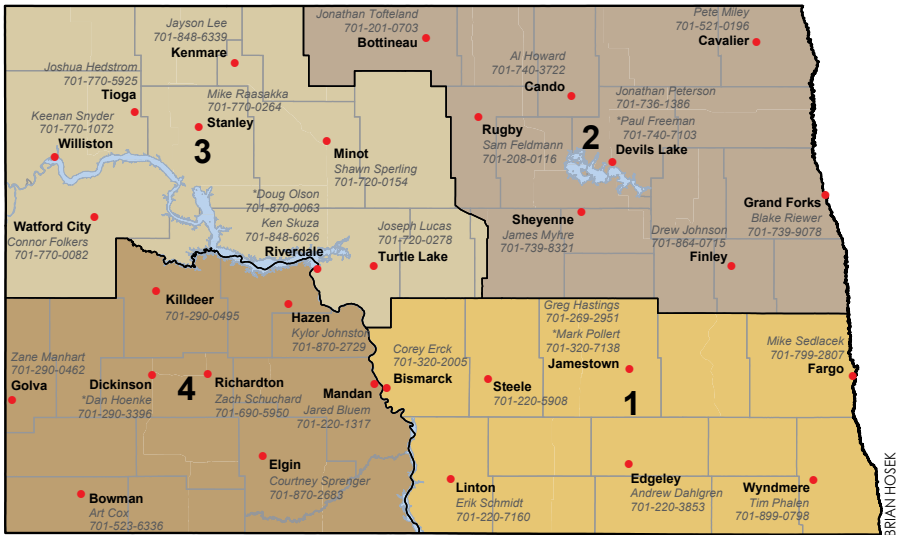 Jonathan Tofteland
701-201-0703
Bottineau
Pete Miley
701-521-0196
Cavalier
Jayson Lee
701-848-6339
Kenmare
Al Howard
701-740-3722
Cando
Joshua Hedstrom
701-770-5925
Tioga
Mike Raasakka
701-770-0264
Stanley
Jonathan Peterson
701-736-1386
*Paul Freeman
701-740-7103
Devils Lake
Keenan Snyder
701-770-1072
Williston
Rugby
Sam Feldmann
701-208-0116
2
3
Minot
Shawn Sperling
701-720-0154
*Doug Olson
701-870-0063
Ken Skuza
701-848-6026
Riverdale
Grand Forks
Blake Riewer
701-739-9078
Watford City
Connor Folkers
701-770-0082
Joseph Lucas
701-720-0278
Turtle Lake
Sheyenne
James Myhre
701-739-8321
Drew Johnson
701-864-0715
Finley
Killdeer
701-290-0495
Hazen
Kylor Johnston
701-870-2729
Greg Hastings
701-269-2951
*Mark Pollert
701-320-7138
Jamestown
Mike Sedlacek
701-799-2807
Fargo
Zane Manhart
701-290-0462
Golva
Corey Erck
701-320-2005
Bismarck
Dickinson
*Dan Hoenke
701-290-3396
4
Richardton
Zach Schuchard
701-690-5950
Mandan
Jared Bluem
701-220-1317
Steele
701-220-5908
1
Elgin
Courtney Sprenger
701-870-2683
Linton
Erik Schmidt
701-220-7160
Edgeley
Andrew Dahlgren
701-220-3853
Wyndmere
Tim Phalen
701-899-0798
Bowman
Art Cox
701-523-6336
BRIAN HOSEK